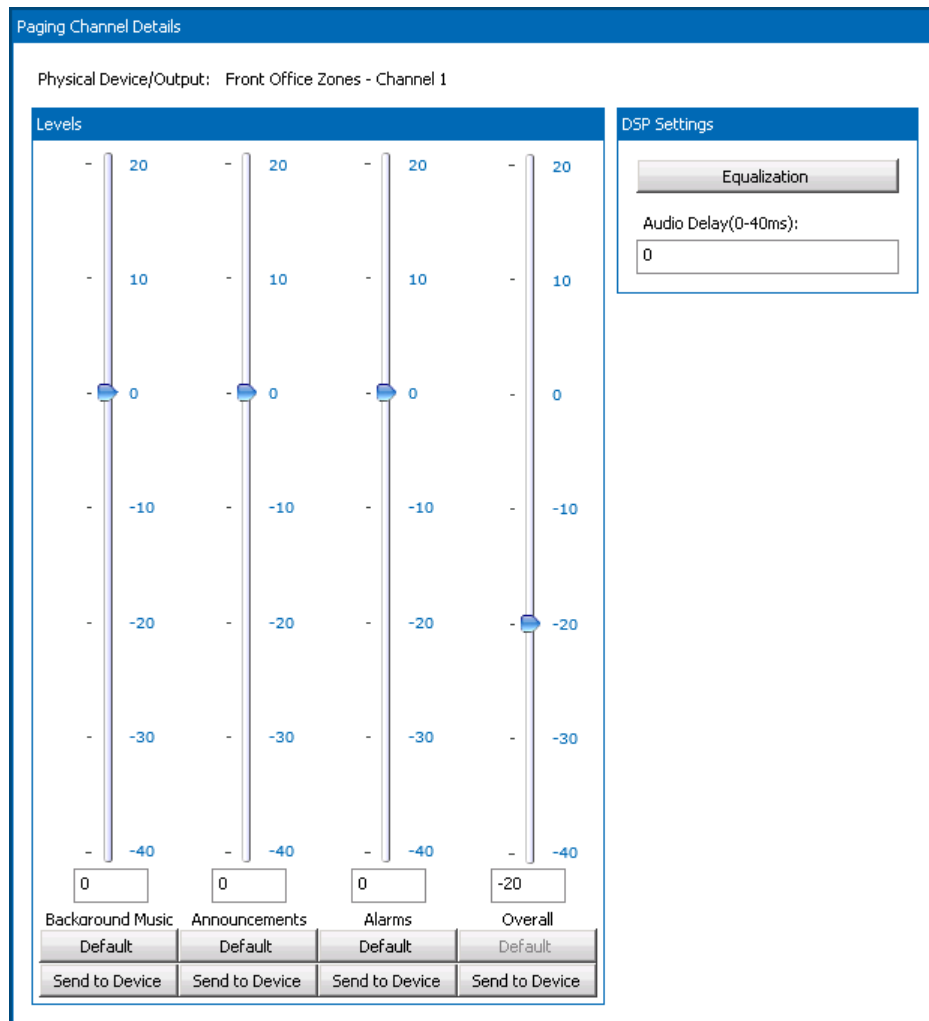 Paging Channel Details
Physical Device/Output: Front Office Zones - Channel 1
Levels
DSP Settings
- 20 - 20 - 20 - 20
Equalization
Audio Delay(0-40ms):
0
- 10 - 10 - 10 - 10
- 0 - 0 - 0 - 0
- -10 - -10 - -10 - -10
- -20 - -20 - -20 - -20
- -30 - -30 - -30 - -30
- -40 - -40 - -40 - -40
0 0 0 -20
Background Music Announcements Alarms Overall
Default Default Default Default
Send to Device Send to Device Send to Device Send to Device